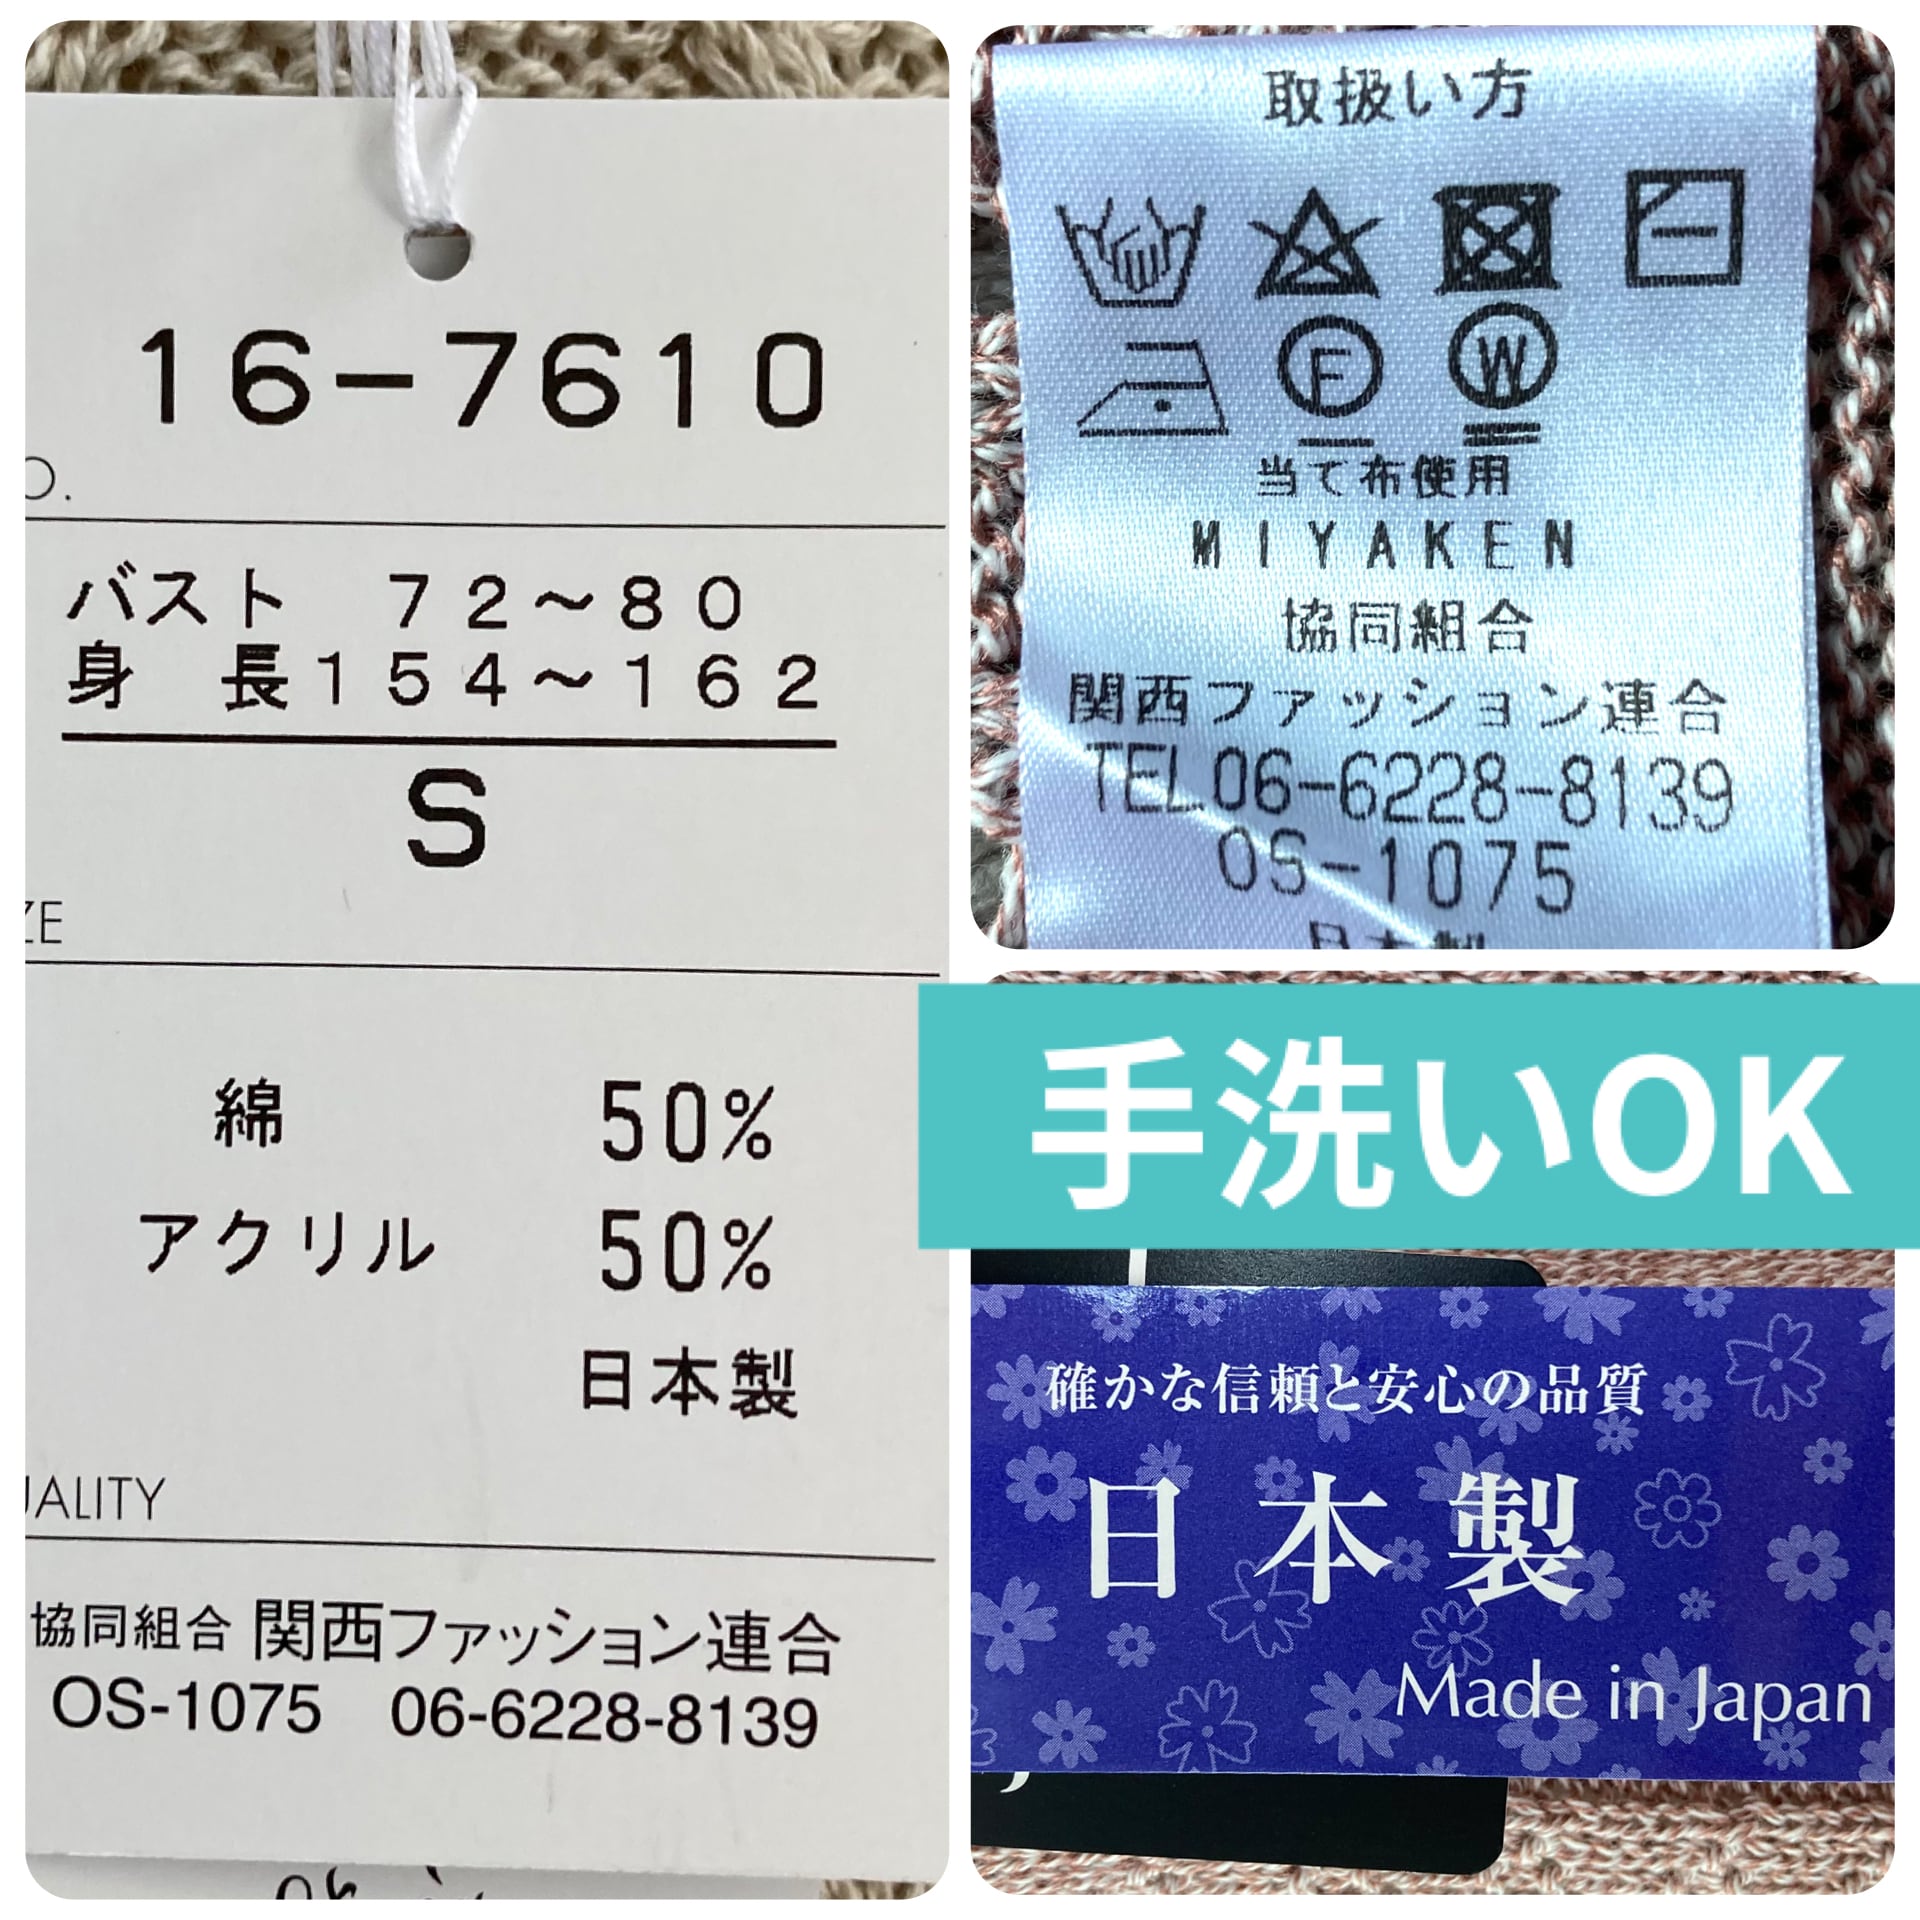 16-7610
O.
バスト 72～80
身 長154～162
S
ZE
綿 50%
アクリル 50%
日本製
UALITY
協同組合 関西ファッション連合
OS-1075 06-6228-8139
取扱い方
F W
当て布使用
MIYAKEN
協同組合
関西ファッション連合
TEL06-6228-8139
OS-1075
日本製
手洗いOK
確かな信頼と安心の品質
日本製
Made in Japan